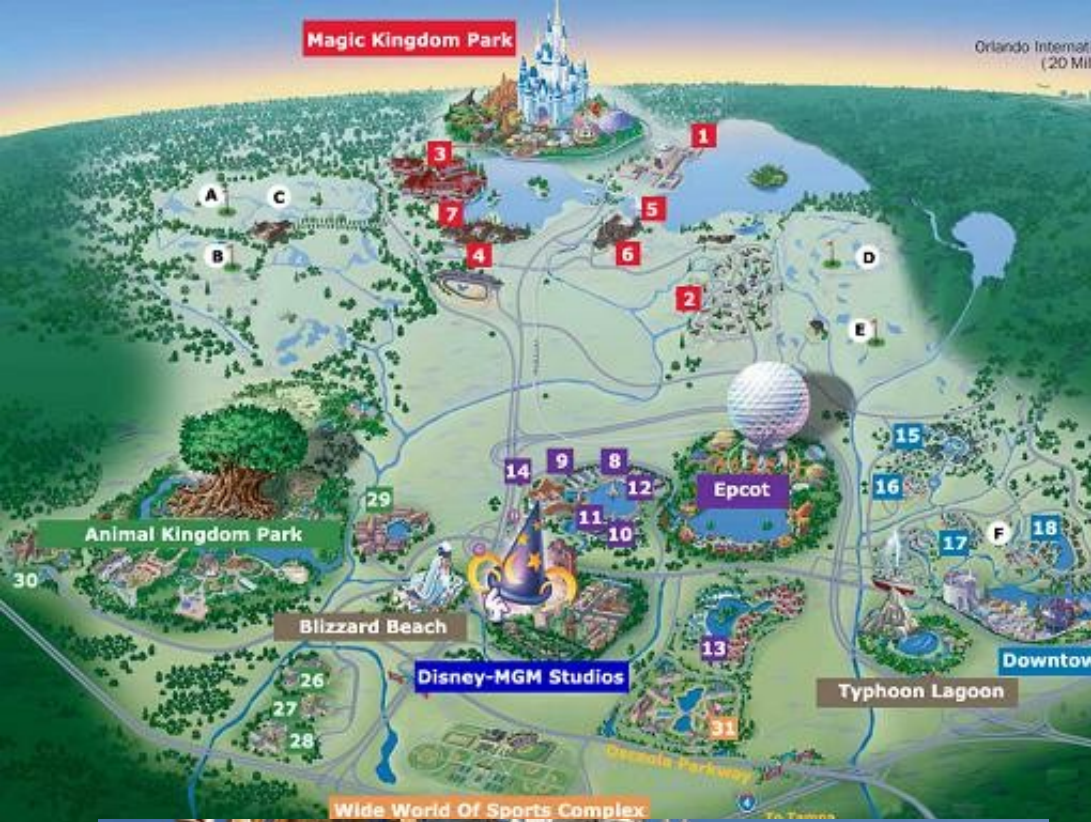 Magic Kingdom Park
Orlando Internat
(20 Mil
1
3
A
C
7
5
B
4
6
D
2
E
15
14
9
8
16
12
Epcot
29
11
Animal Kingdom Park
10
17
F
18
30
Blizzard Beach
13
Downtow
Disney-MGM Studios
26
Typhoon Lagoon
27
31
28
Osceola Parkway
Wide World Of Sports Complex
4
To Tampa